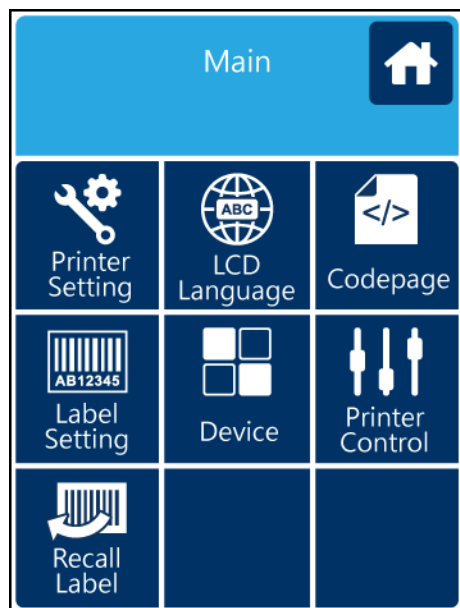 Main
Printer
Setting
ABC
LCD
Language
</>
Codepage
AB12345
Label
Setting
Device
Printer
Control
Recall
Label